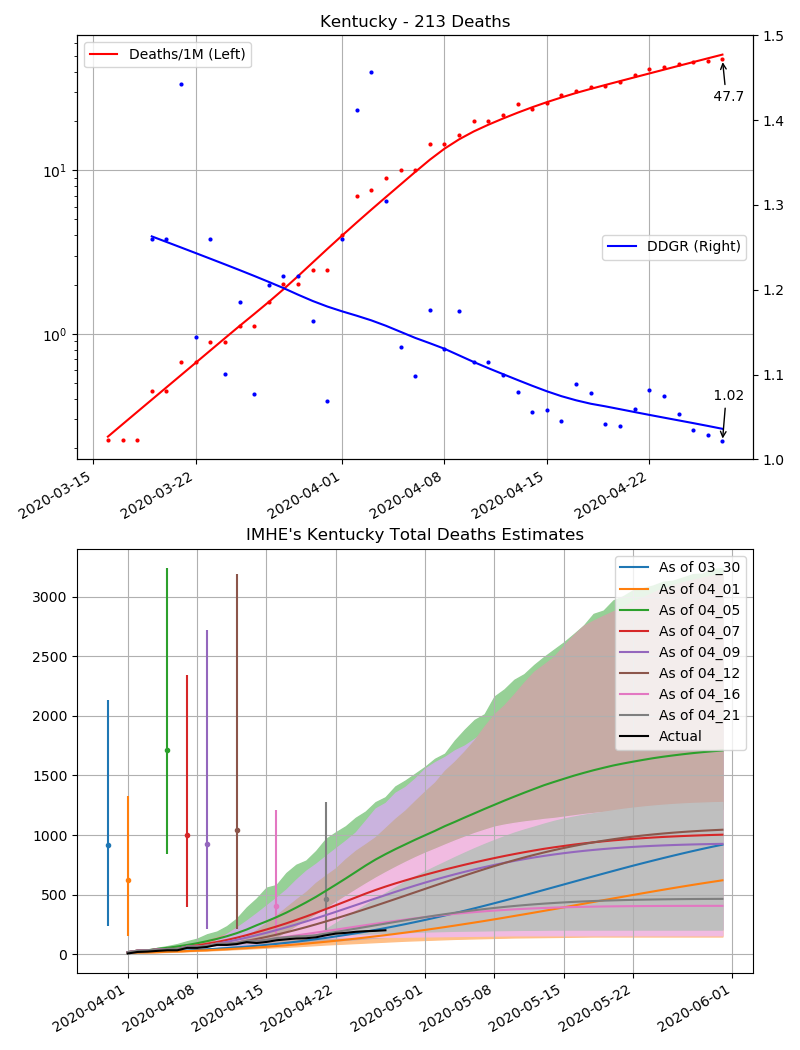 Kentucky - 213 Deaths
Deaths/1M (Left)
DDGR (Right)
47.7
1.02
10¹
10⁰
1.5
1.4
1.3
1.2
1.1
1.0
2020-03-15
2020-03-22
2020-04-01
2020-04-08
2020-04-15
2020-04-22
IMHE's Kentucky Total Deaths Estimates
3000
2500
2000
1500
1000
500
0
As of 03_30
As of 04_01
As of 04_05
As of 04_07
As of 04_09
As of 04_12
As of 04_16
As of 04_21
Actual
2020-04-01
2020-04-08
2020-04-15
2020-04-22
2020-05-01
2020-05-08
2020-05-15
2020-05-22
2020-06-01